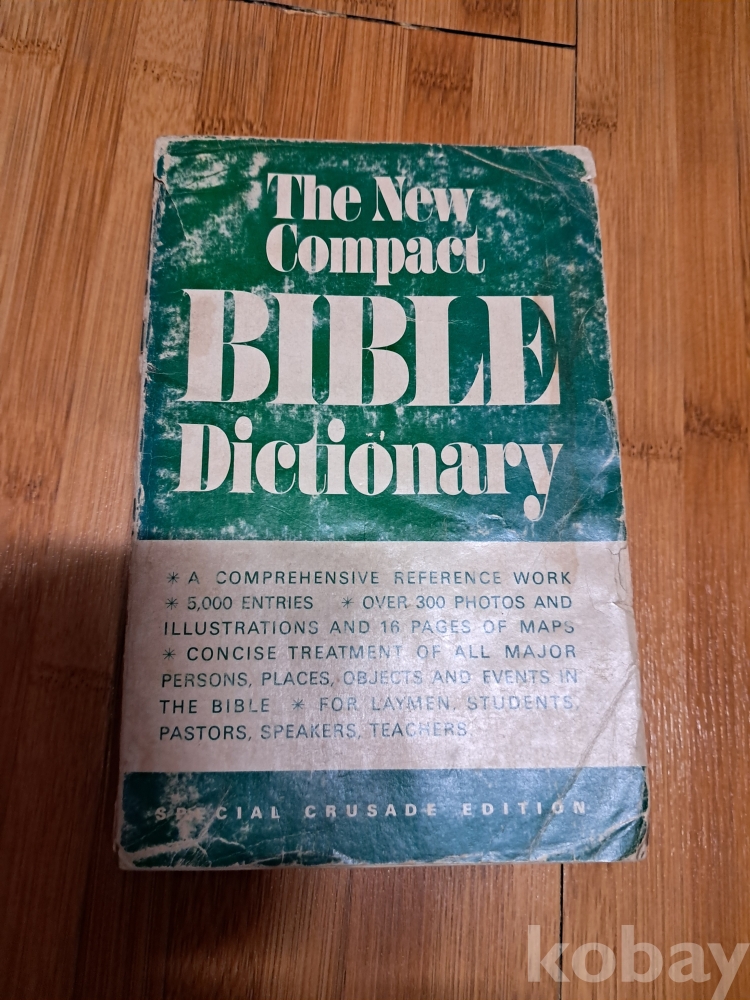 The New
Compact
BIBLE
Dictionary
* A COMPREHENSIVE REFERENCE WORK
* 5,000 ENTRIES * OVER 300 PHOTOS AND
ILLUSTRATIONS AND 16 PAGES OF MAPS
* CONCISE TREATMENT OF ALL MAJOR
PERSONS, PLACES, OBJECTS AND EVENTS IN
THE BIBLE * FOR LAYMEN, STUDENTS,
PASTORS, SPEAKERS, TEACHERS
SPECIAL CRUSADE EDITION
kobay